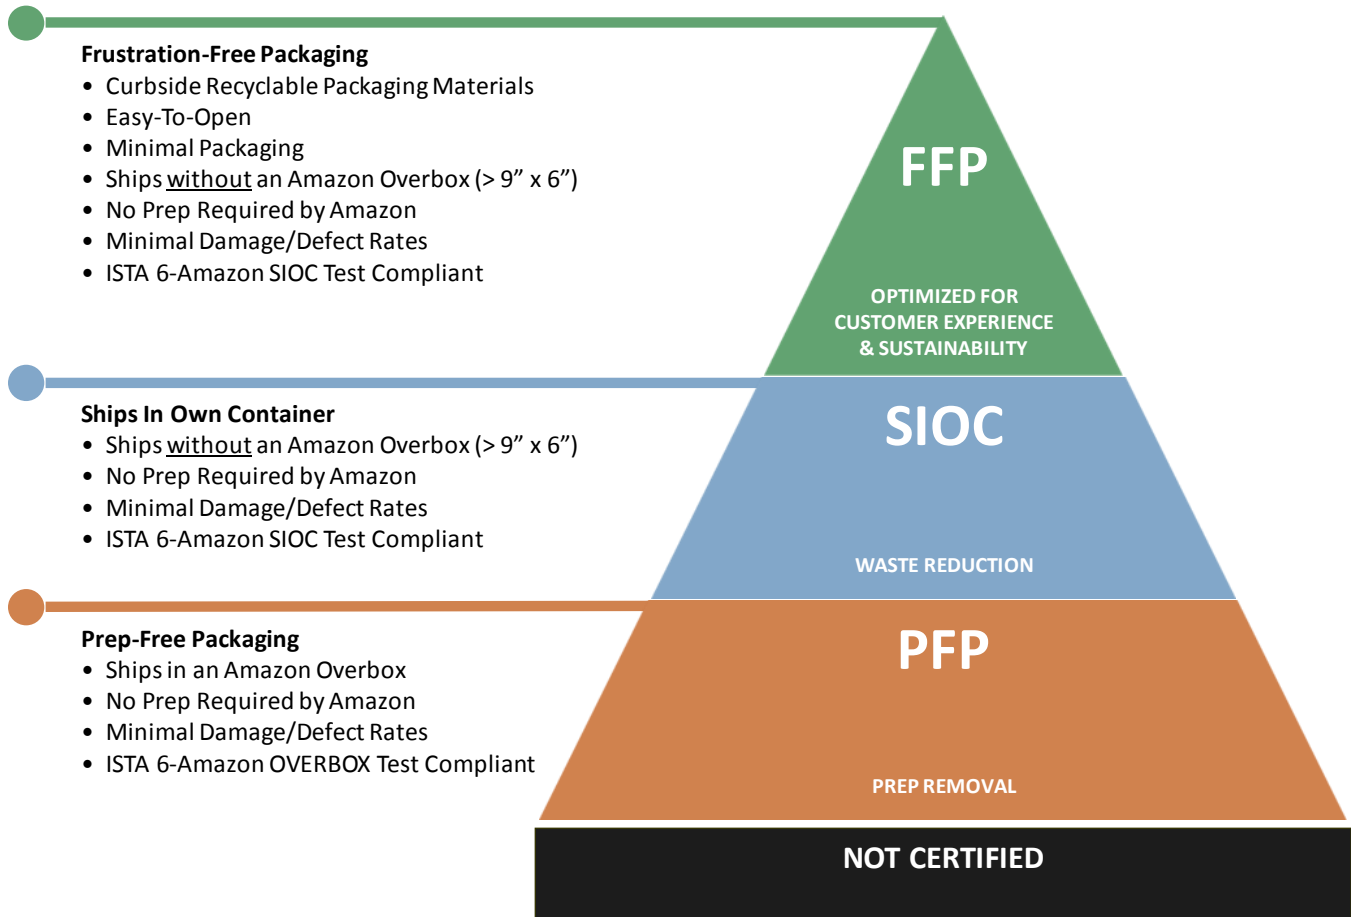 Frustration-Free Packaging
• Curbside Recyclable Packaging Materials
• Easy-To-Open
• Minimal Packaging
• Ships without an Amazon Overbox (> 9” x 6”)
• No Prep Required by Amazon
• Minimal Damage/Defect Rates
• ISTA 6-Amazon SIOC Test Compliant
FFP
OPTIMIZED FOR
CUSTOMER EXPERIENCE
& SUSTAINABILITY
Ships In Own Container
• Ships without an Amazon Overbox (> 9” x 6”)
• No Prep Required by Amazon
• Minimal Damage/Defect Rates
• ISTA 6-Amazon SIOC Test Compliant
SIOC
WASTE REDUCTION
Prep-Free Packaging
• Ships in an Amazon Overbox
• No Prep Required by Amazon
• Minimal Damage/Defect Rates
• ISTA 6-Amazon OVERBOX Test Compliant
PFP
PREP REMOVAL
NOT CERTIFIED